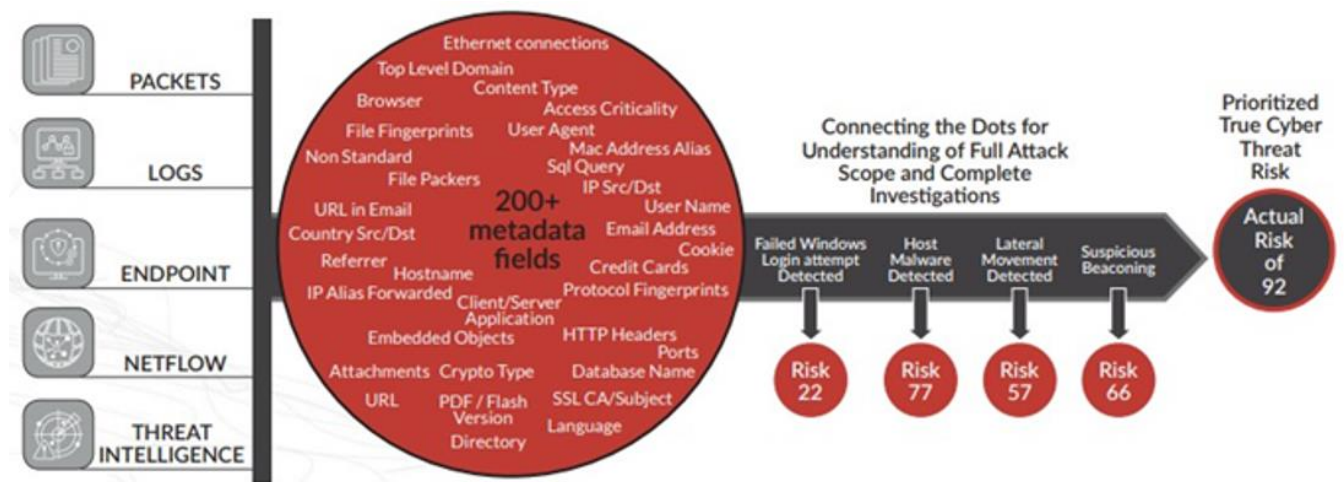 PACKETS
LOGS
ENDPOINT
NETFLOW
THREAT
INTELLIGENCE
Ethernet connections
Top Level Domain
Content Type
Browser
Access Criticality
File Fingerprints
User Agent
Mac Address Alias
Non Standard
Sql Query
File Packers
IP Src/Dst
200+
metadata
fields
URL in Email
User Name
Country Src/Dst
Email Address
Cookie
Referrer
Hostname
Credit Cards
IP Alias Forwarded
Protocol Fingerprints
Client/Server
Application
Embedded Objects
HTTP Headers
Ports
Attachments
Crypto Type
Database Name
URL
PDF / Flash
Version
SSL CA/Subject
Language
Directory
Connecting the Dots for
Understanding of Full Attack
Scope and Complete
Investigations
Failed Windows
Login attempt
Detected
Host
Malware
Detected
Lateral
Movement
Detected
Suspicious
Beaconing
Risk
22
Risk
77
Risk
57
Risk
66
Prioritized
True Cyber
Threat
Risk
Actual
Risk
of
92